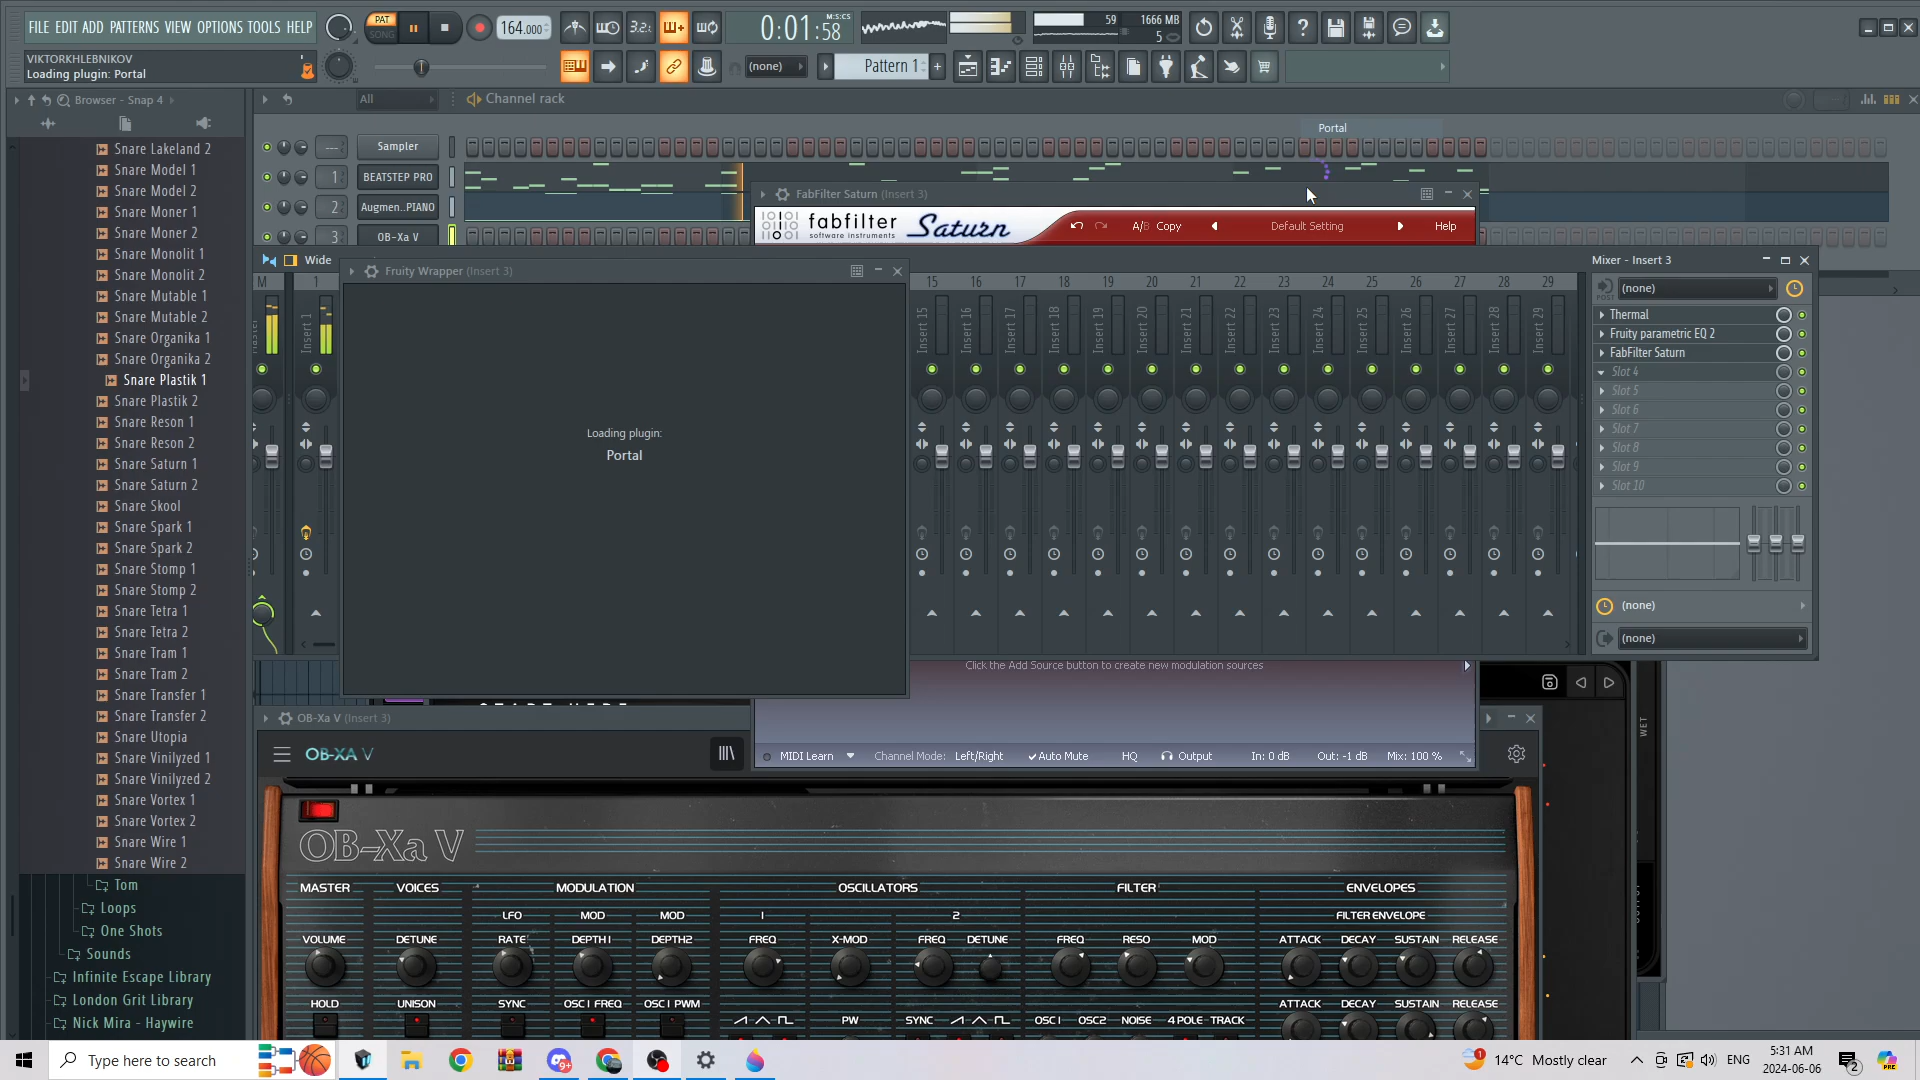 FILE EDIT ADD PATTERNS VIEW OPTIONS TOOLS HELP
PAT
SONG
164.000
3.2
0:01:58
M:S:CS
59
1666 MB
5
VIKTORKHLEBNIKOV
Loading plugin: Portal
(none)
Pattern 1
+
Browser - Snap 4
All
Channel rack
Snare Lakeland 2
Snare Model 1
Snare Model 2
Snare Moner 1
Snare Moner 2
Snare Monolit 1
Snare Monolit 2
Snare Mutable 1
Snare Mutable 2
Snare Organika 1
Snare Organika 2
Snare Plastik 1
Snare Plastik 2
Snare Reson 1
Snare Reson 2
Snare Saturn 1
Snare Saturn 2
Snare Skool
Snare Spark 1
Snare Spark 2
Snare Stomp 1
Snare Stomp 2
Snare Tetra 1
Snare Tetra 2
Snare Tram 1
Snare Tram 2
Snare Transfer 1
Snare Transfer 2
Snare Utopia
Snare Vinilyzed 1
Snare Vinilyzed 2
Snare Vortex 1
Snare Vortex 2
Snare Wire 1
Snare Wire 2
Tom
Loops
One Shots
Sounds
Infinite Escape Library
London Grit Library
Nick Mira - Haywire
--- Sampler
1 BEATSTEP PRO
2 Augmen..PIANO
3 OB-Xa V
Portal
FabFilter Saturn (Insert 3)
fabfilter
software instruments
Saturn
A/B Copy
Default Setting
Help
Wide
Fruity Wrapper (Insert 3)
Loading plugin:
Portal
M 1
Insert 1
15 16 17 18 19 20 21 22 23 24 25 26 27 28 29
Insert 15 Insert 16 Insert 17 Insert 18 Insert 19 Insert 20 Insert 21 Insert 22 Insert 23 Insert 24 Insert 25 Insert 26 Insert 27 Insert 28 Insert 29
Mixer - Insert 3
POST
(none)
Thermal
Fruity parametric EQ 2
FabFilter Saturn
Slot 4
Slot 5
Slot 6
Slot 7
Slot 8
Slot 9
Slot 10
(none)
(none)
Click the Add Source button to create new modulation sources
MIDI Learn
Channel Mode: Left/Right
Auto Mute
HQ
Output
In: 0 dB
Out: -1 dB
Mix: 100 %
WET
OB-Xa V (Insert 3)
OB-XA V
OB-Xa V
MASTER VOICES MODULATION OSCILLATORS FILTER ENVELOPES
LFO MOD MOD 1 2 FILTER ENVELOPE
VOLUME DETUNE RATE DEPTH1 DEPTH2 FREQ X-MOD FREQ DETUNE FREQ RESO MOD ATTACK DECAY SUSTAIN RELEASE
HOLD UNISON SYNC OSC 1 FREQ OSC 1 PWM ATTACK DECAY SUSTAIN RELEASE
PW SYNC OSC1 OSC2 NOISE 4 POLE TRACK
Type here to search
9+
1
14°C Mostly clear
ENG
5:31 AM
2024-06-06
2
PRE